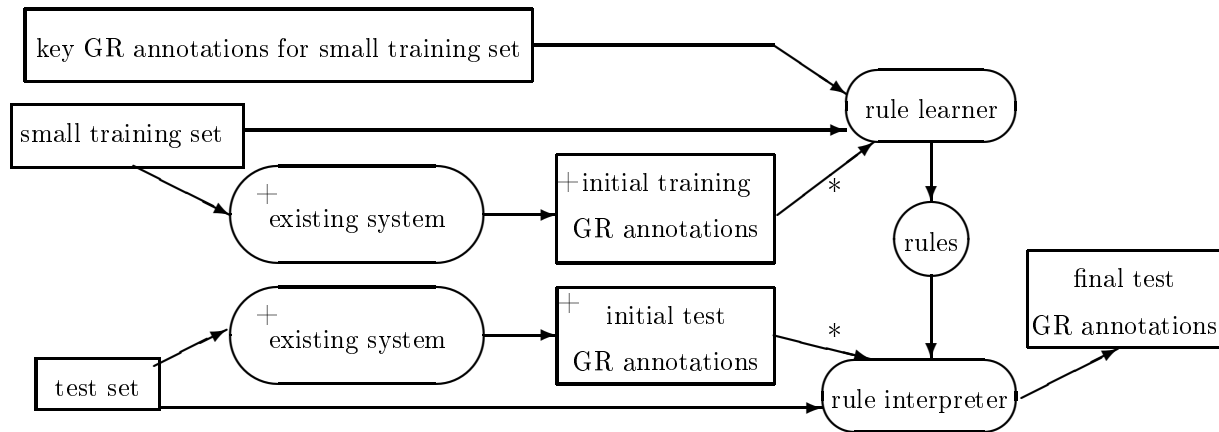 key GR annotations for small training set
rule learner
small training set
+
existing system
+ initial training
GR annotations
*
rules
final test
GR annotations
+
existing system
+
initial test
GR annotations
*
test set
rule interpreter